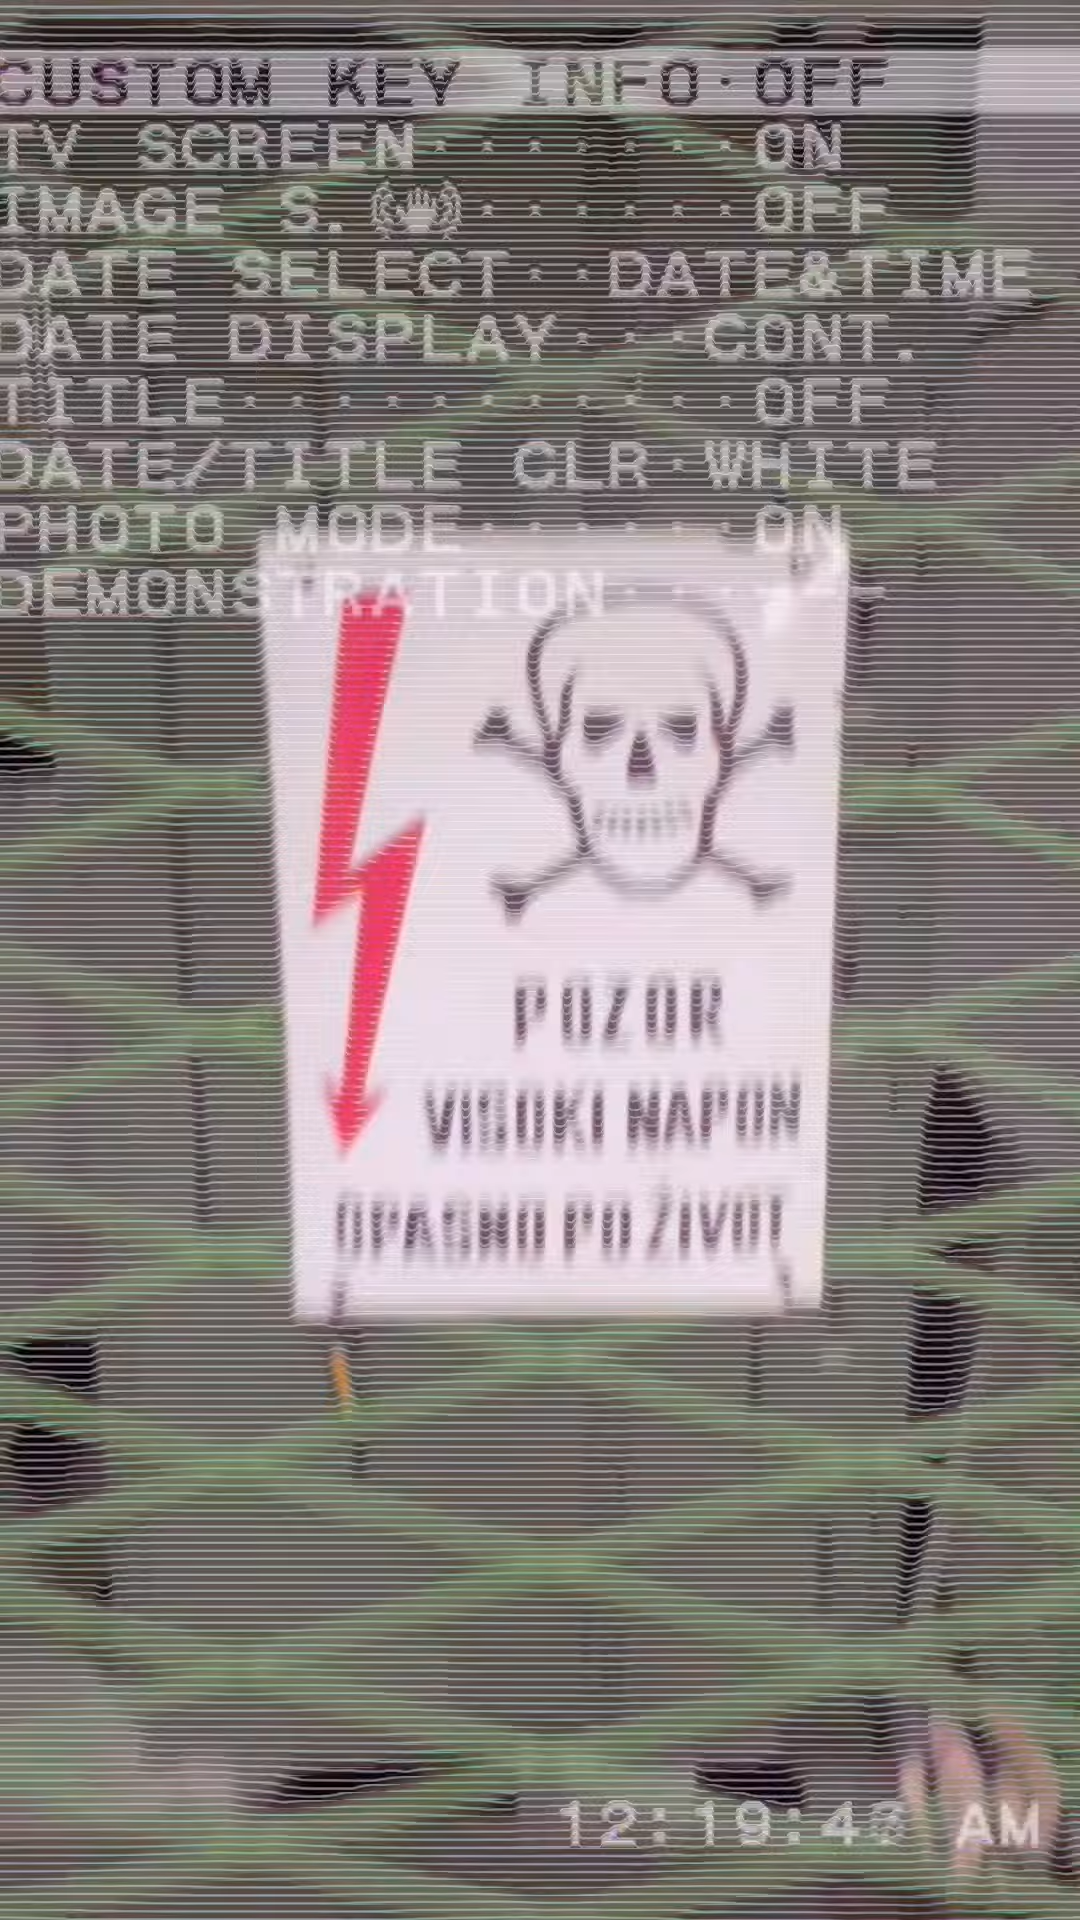 CUSTOM KEY INFO·OFF
TV SCREEN·······ON
IMAGE S.······OFF
DATE SELECT··DATE&TIME
DATE DISPLAY···CONT.
TITLE···········OFF
DATE/TITLE CLR·WHITE
PHOTO MODE······ON
DEMONSTRATION···
POZOR
VISOKI NAPON
OPASNO PO ŽIVOT
AM